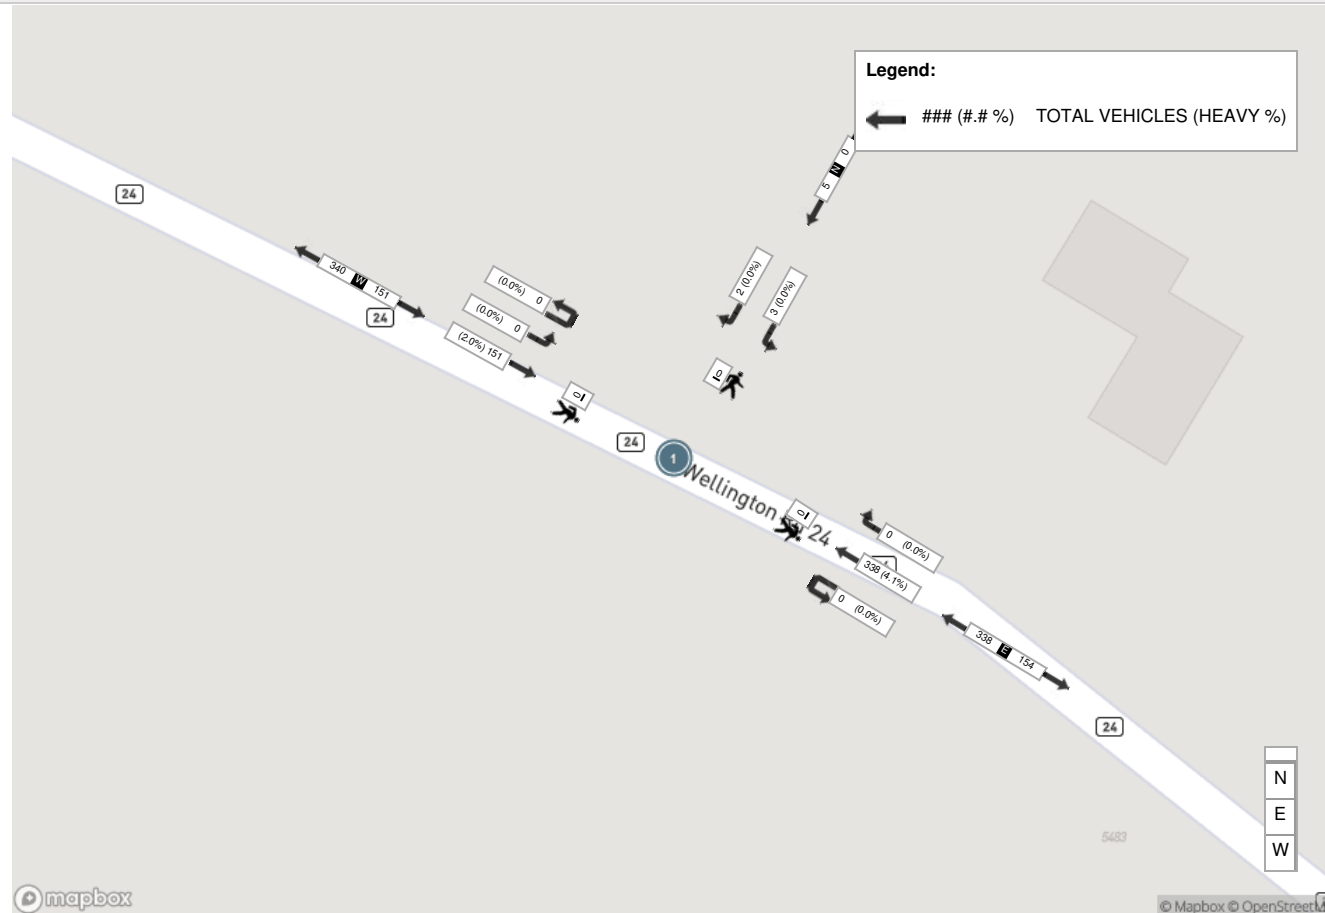 Legend:
### (#.# %) TOTAL VEHICLES (HEAVY %)
0
N
5
24
340 W 151
24
(0.0%) 0
(0.0%) 0
(2.0%) 151
2 (0.0%)
3 (0.0%)
0
0
24
1
Wellington
24
0
0 (0.0%)
338 (4.1%)
0 (0.0%)
338 E 154
24
N
E
W
5483
mapbox
© Mapbox © OpenStreetM